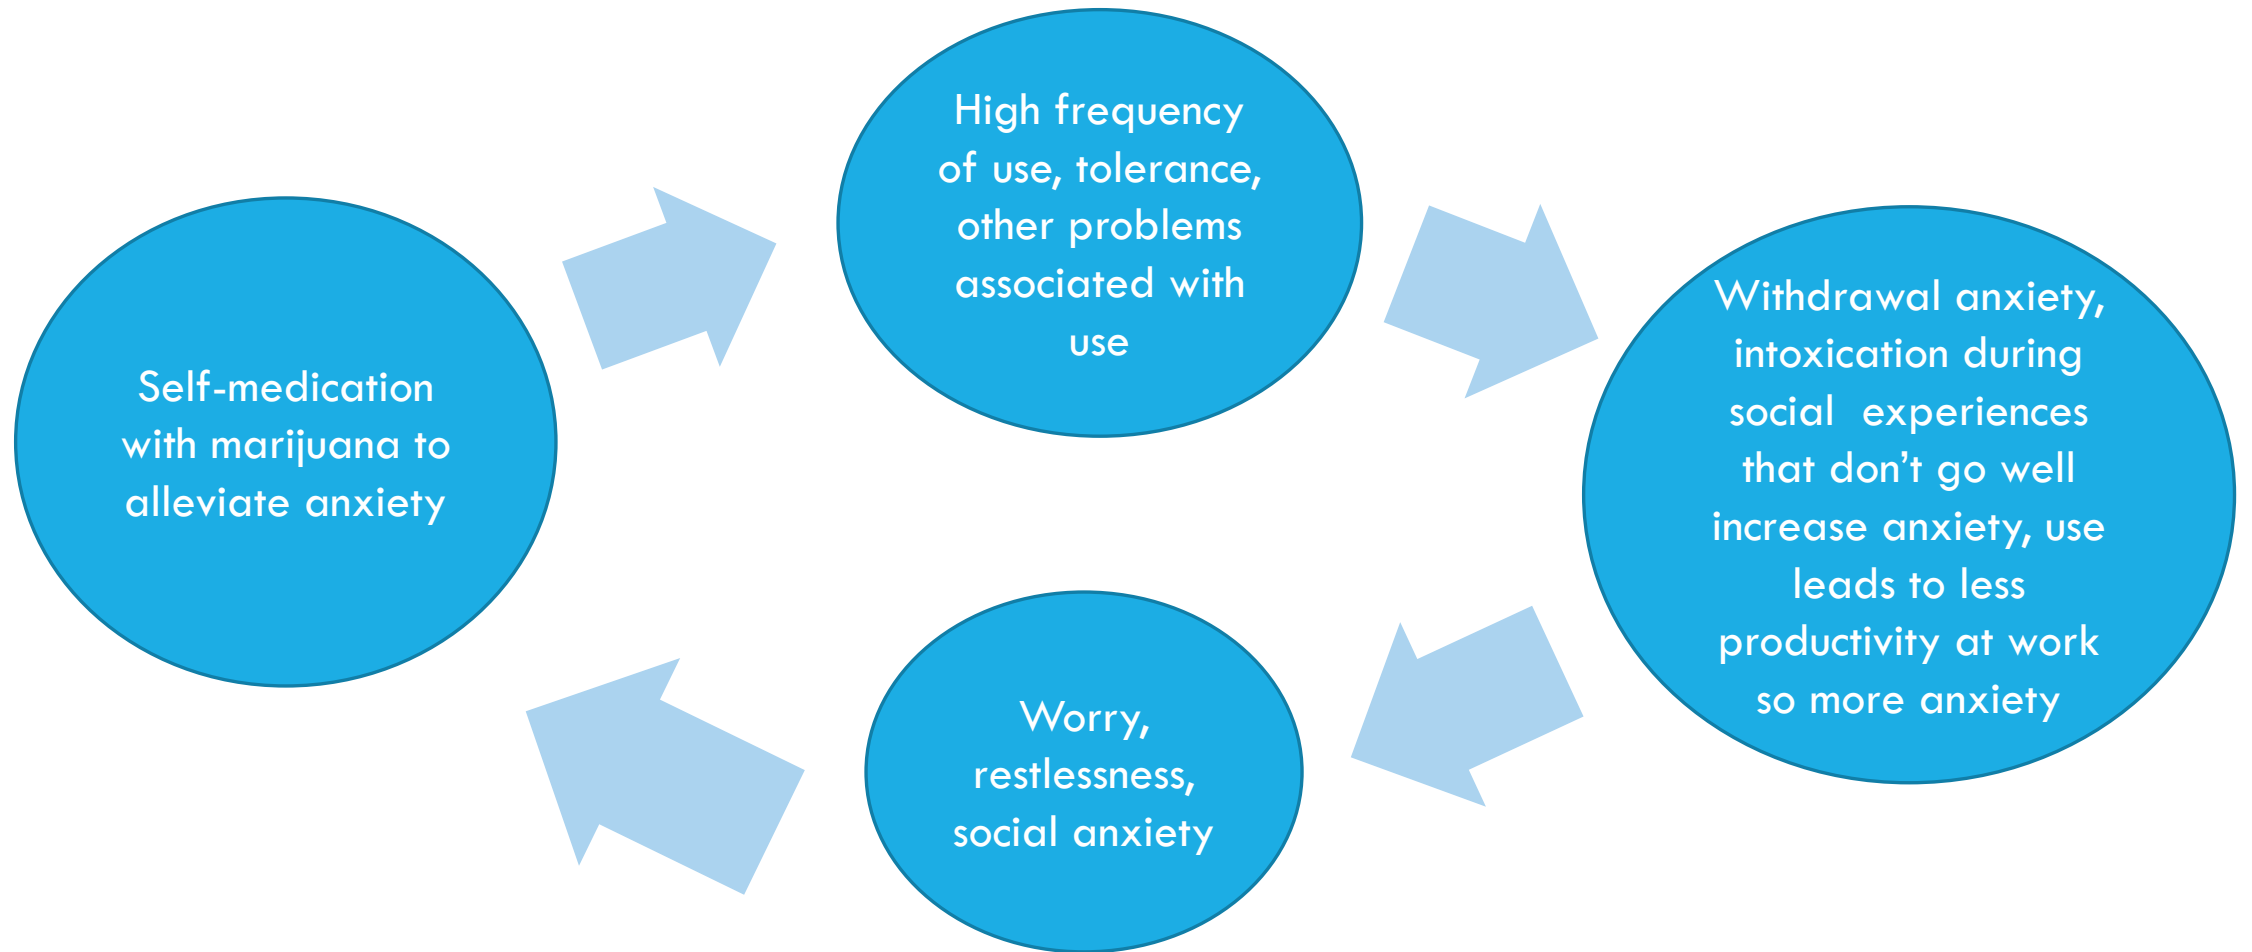 Self-medication
with marijuana to
alleviate anxiety
High frequency
of use, tolerance,
other problems
associated with
use
Withdrawal anxiety,
intoxication during
social  experiences
that don’t go well
increase anxiety, use
leads to less
productivity at work
so more anxiety
Worry,
restlessness,
social anxiety